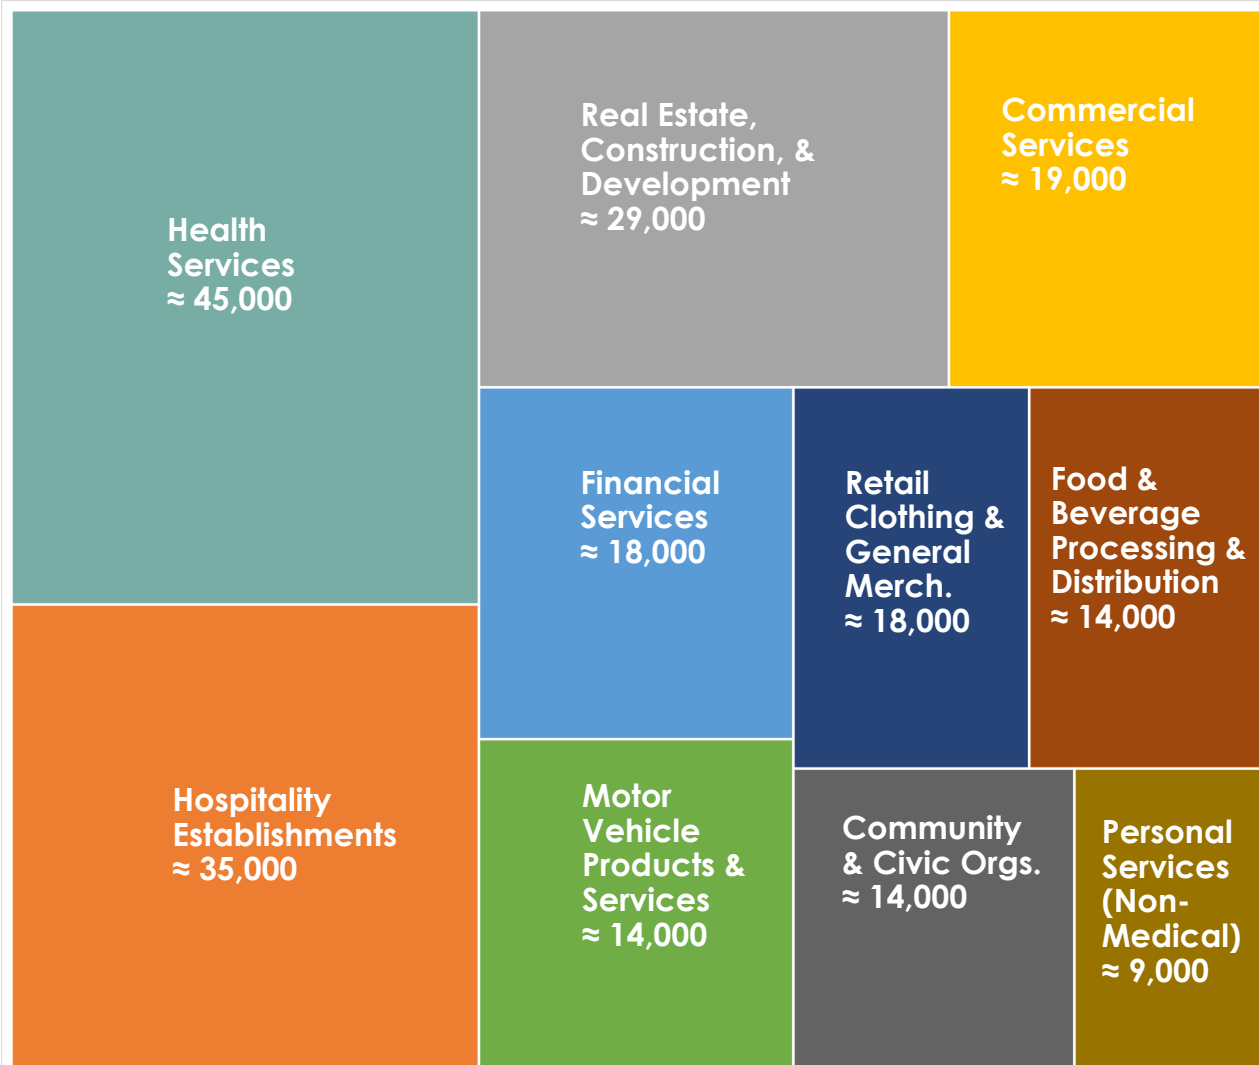 Health
Services
≈ 45,000
Real Estate,
Construction, &
Development
≈ 29,000
Commercial
Services
≈ 19,000
Financial
Services
≈ 18,000
Retail
Clothing &
General
Merch.
≈ 18,000
Food &
Beverage
Processing &
Distribution
≈ 14,000
Hospitality
Establishments
≈ 35,000
Motor
Vehicle
Products &
Services
≈ 14,000
Community
& Civic Orgs.
≈ 14,000
Personal
Services
(Non-
Medical)
≈ 9,000